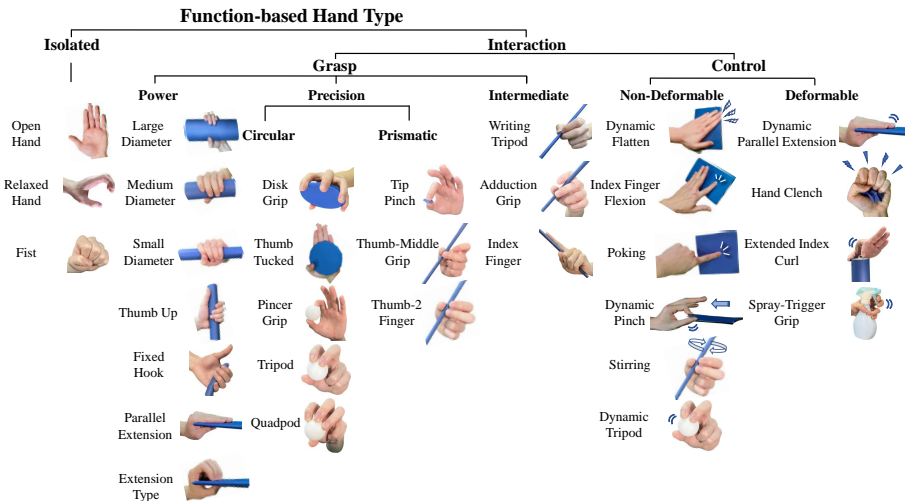 Function-based Hand Type
Isolated
Interaction
Grasp
Control
Power
Precision
Intermediate
Non-Deformable
Deformable
Circular
Prismatic
Open
Hand
Relaxed
Hand
Fist
Large
Diameter
Medium
Diameter
Small
Diameter
Thumb Up
Fixed
Hook
Parallel
Extension
Extension
Type
Disk
Grip
Thumb
Tucked
Pincer
Grip
Tripod
Quadpod
Tip
Pinch
Thumb-Middle
Grip
Thumb-2
Finger
Writing
Tripod
Adduction
Grip
Index
Finger
Dynamic
Flatten
Index Finger
Flexion
Poking
Dynamic
Pinch
Stirring
Dynamic
Tripod
Dynamic
Parallel Extension
Hand Clench
Extended Index
Curl
Spray-Trigger
Grip